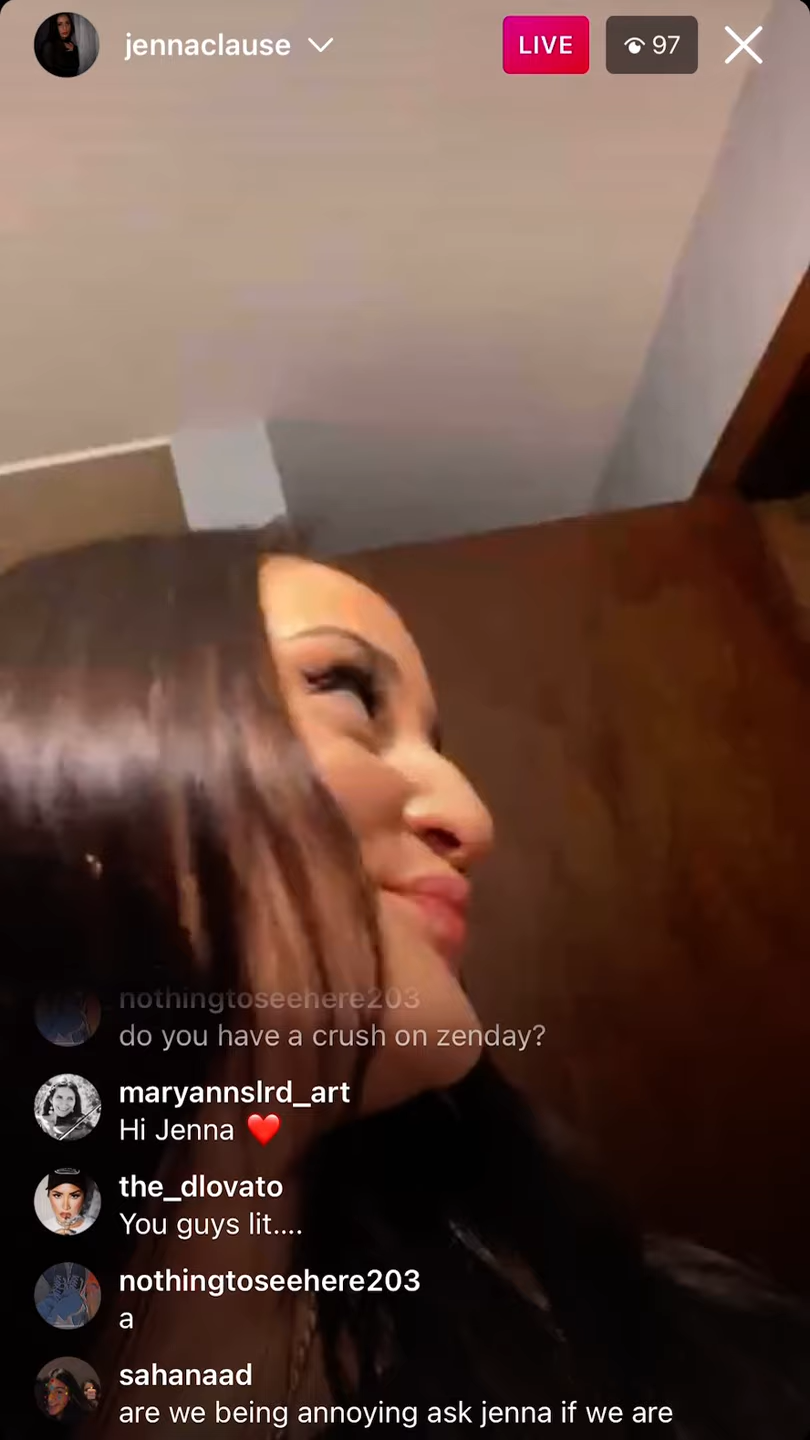 jennaclause
LIVE
97
nothingtoseehere203
do you have a crush on zenday?
maryannslrd_art
Hi Jenna ❤️
the_dlovato
You guys lit....
nothingtoseehere203
a
sahanaad
are we being annoying ask jenna if we are